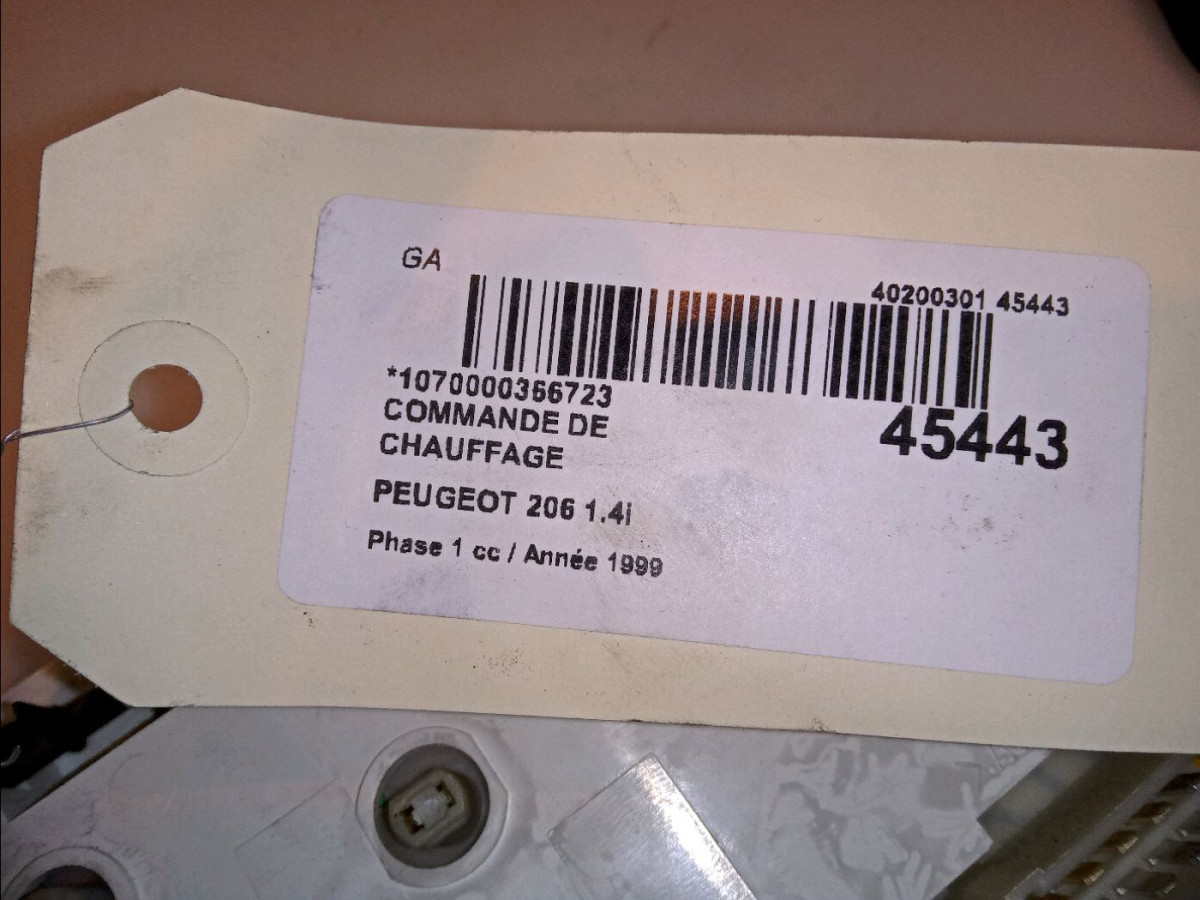 GA
40200301 45443
*1070000366723
45443
COMMANDE DE
CHAUFFAGE
PEUGEOT 206 1.4i
Phase 1 cc / Année 1999